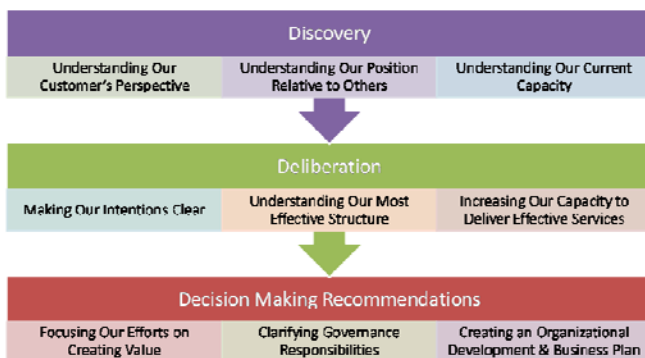 Discovery
Understanding Our
Customer's Perspective
Understanding Our Position
Relative to Others
Understanding Our Current
Capacity
Deliberation
Making Our Intentions Clear
Understanding Our Most
Effective Structure
Increasing Our Capacity to
Deliver Effective Services
Decision Making Recommendations
Focusing Our Efforts on
Creating Value
Clarifying Governance
Responsibilities
Creating an Organizational
Development & Business Plan